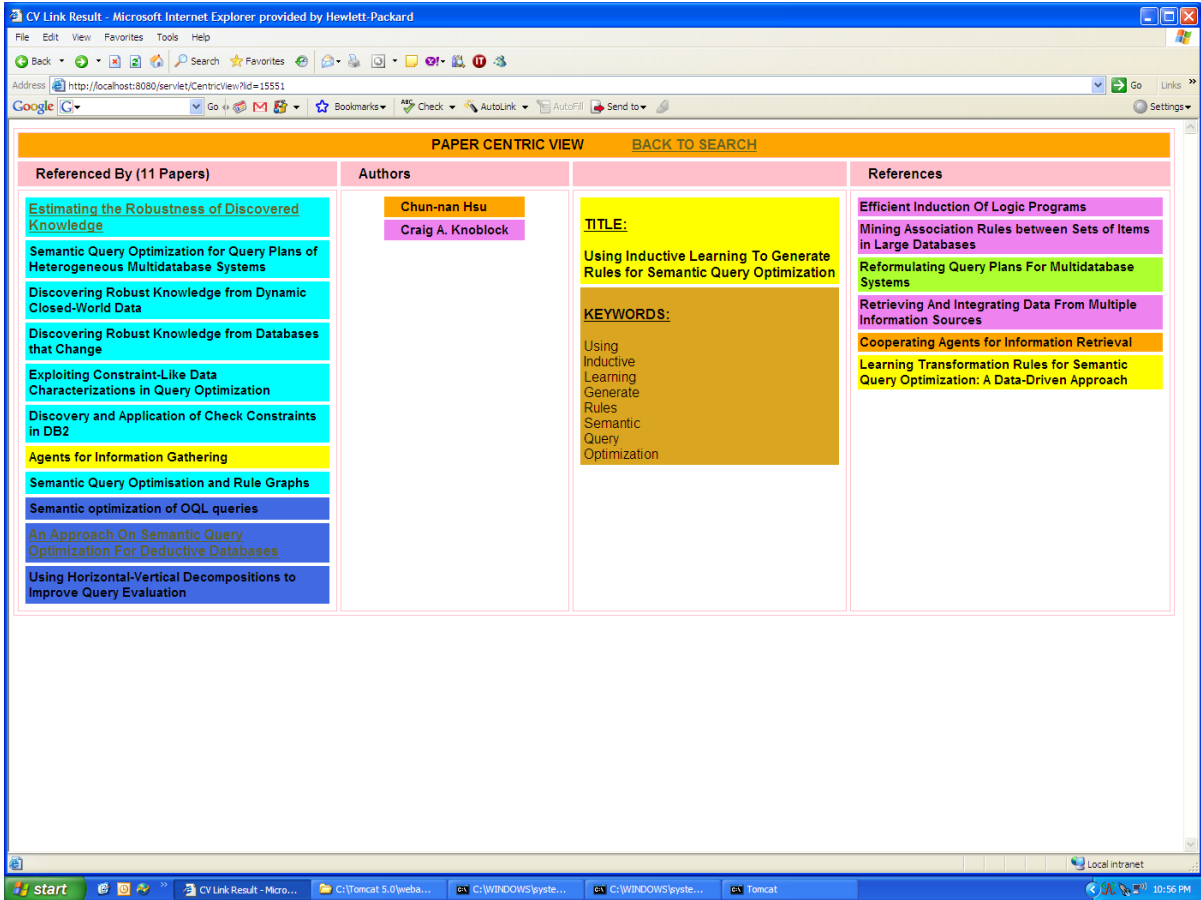 CV Link Result - Microsoft Internet Explorer provided by Hewlett-Packard
File Edit View Favorites Tools Help
Back Search Favorites
Address http://localhost:8080/servlet/CentricView?Id=15551 Go Links »
Google G Go Bookmarks Check AutoLink AutoFill Send to Settings
PAPER CENTRIC VIEW BACK TO SEARCH
Referenced By (11 Papers)
Estimating the Robustness of Discovered
Knowledge
Semantic Query Optimization for Query Plans of
Heterogeneous Multidatabase Systems
Discovering Robust Knowledge from Dynamic
Closed-World Data
Discovering Robust Knowledge from Databases
that Change
Exploiting Constraint-Like Data
Characterizations in Query Optimization
Discovery and Application of Check Constraints
in DB2
Agents for Information Gathering
Semantic Query Optimisation and Rule Graphs
Semantic optimization of OQL queries
An Approach On Semantic Query
Optimization For Deductive Databases
Using Horizontal-Vertical Decompositions to
Improve Query Evaluation
Authors
Chun-nan Hsu
Craig A. Knoblock
TITLE:
Using Inductive Learning To Generate
Rules for Semantic Query Optimization
KEYWORDS:
Using
Inductive
Learning
Generate
Rules
Semantic
Query
Optimization
References
Efficient Induction Of Logic Programs
Mining Association Rules between Sets of Items
in Large Databases
Reformulating Query Plans For Multidatabase
Systems
Retrieving And Integrating Data From Multiple
Information Sources
Cooperating Agents for Information Retrieval
Learning Transformation Rules for Semantic
Query Optimization: A Data-Driven Approach
Local intranet
start » CV Link Result - Micro... C:\Tomcat 5.0\weba... C:\WINDOWS\syste... C:\WINDOWS\syste... Tomcat 10:56 PM